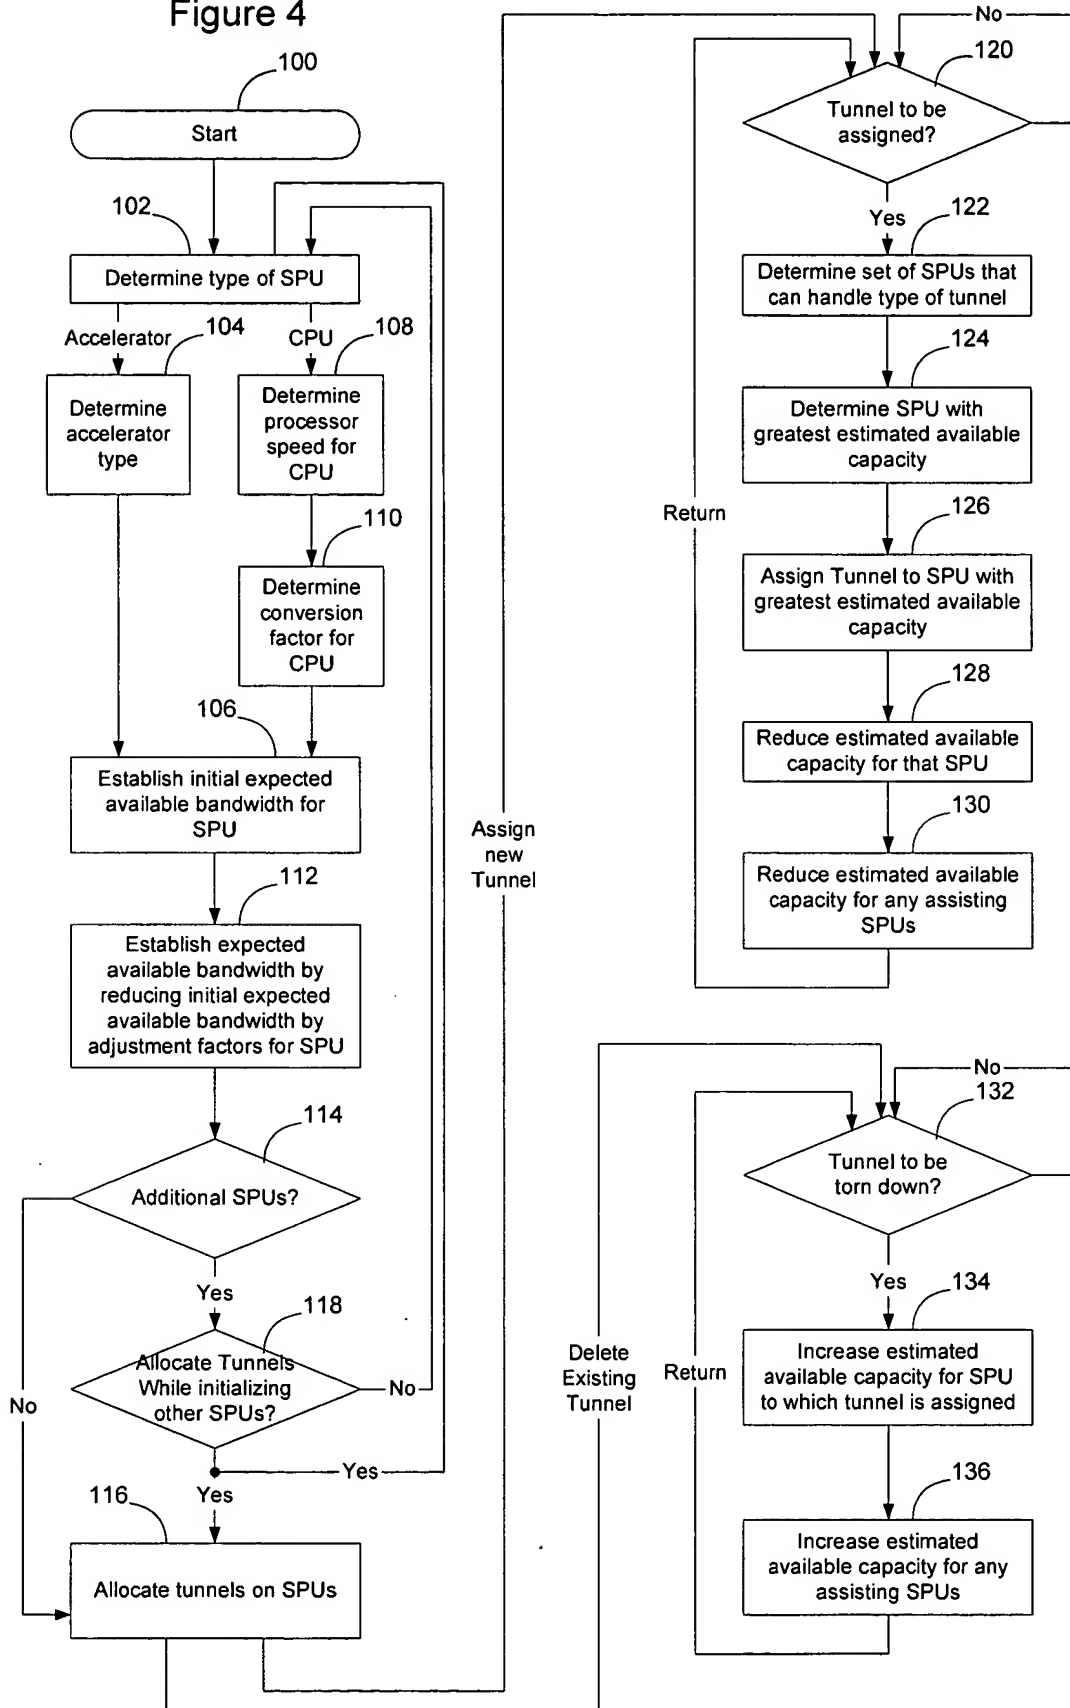 Figure 4
100
Start
102
Determine type of SPU
Accelerator
104
CPU
108
Determine
accelerator
type
Determine
processor
speed for
CPU
110
Determine
conversion
factor for
CPU
106
Establish initial expected
available bandwidth for
SPU
112
Establish expected
available bandwidth by
reducing initial expected
available bandwidth by
adjustment factors for SPU
114
Additional SPUs?
Yes
118
Allocate Tunnels
While initializing
other SPUs?
No
No
Yes
Yes
116
Allocate tunnels on SPUs
Assign
new
Tunnel
No
120
Tunnel to be
assigned?
Yes
122
Determine set of SPUs that
can handle type of tunnel
124
Determine SPU with
greatest estimated available
capacity
Return
126
Assign Tunnel to SPU with
greatest estimated available
capacity
128
Reduce estimated available
capacity for that SPU
130
Reduce estimated available
capacity for any assisting
SPUs
No
132
Tunnel to be
torn down?
Yes
134
Increase estimated
available capacity for SPU
to which tunnel is assigned
Delete
Existing
Tunnel
Return
136
Increase estimated
available capacity for any
assisting SPUs